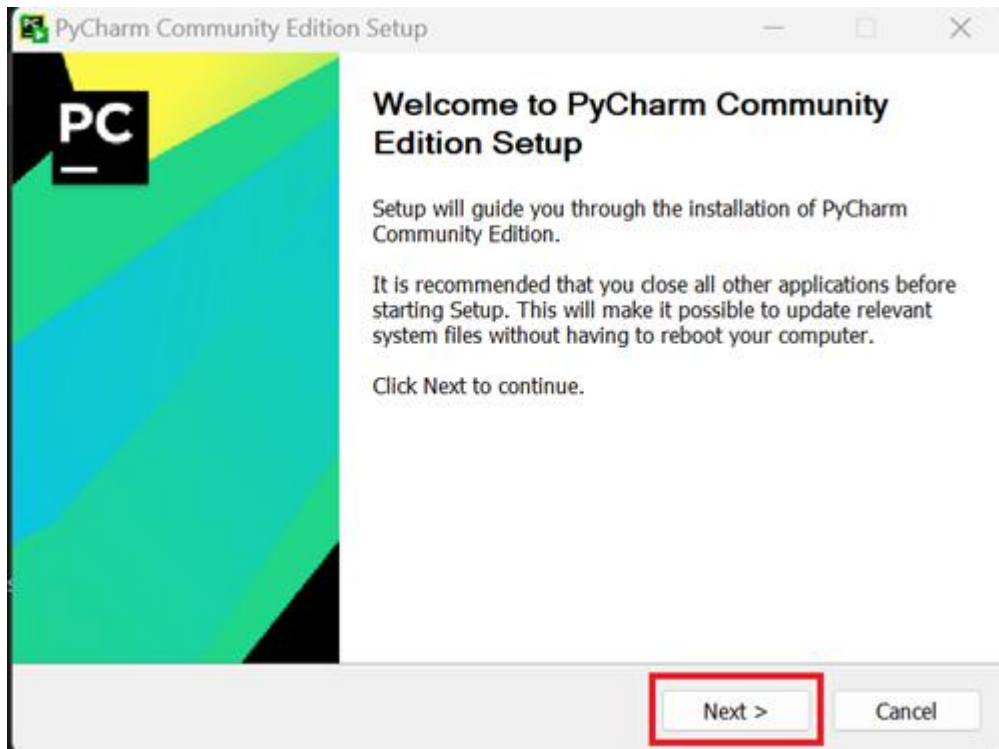 PyCharm Community Edition Setup
PC
Welcome to PyCharm Community
Edition Setup
Setup will guide you through the installation of PyCharm
Community Edition.
It is recommended that you close all other applications before
starting Setup. This will make it possible to update relevant
system files without having to reboot your computer.
Click Next to continue.
Next >
Cancel